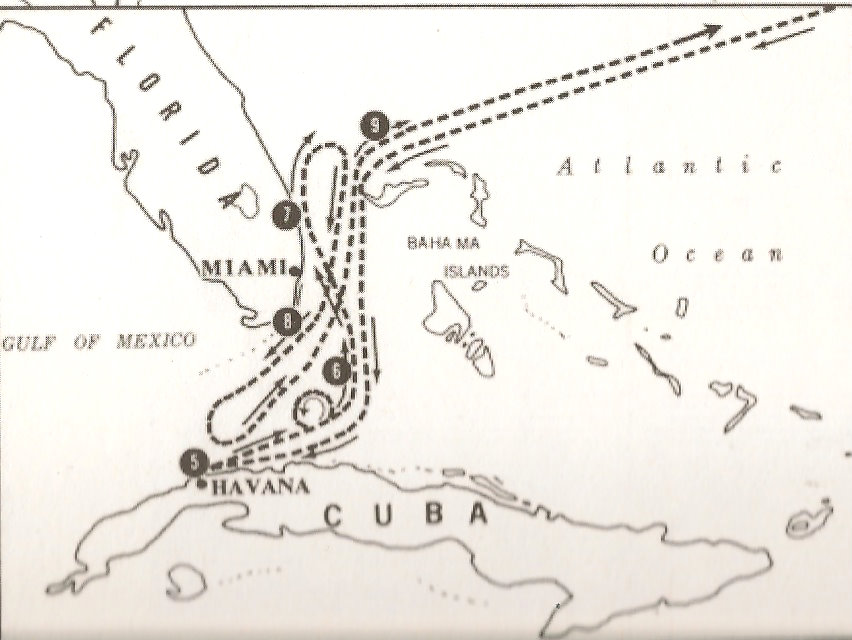 FLORIDA
9
Atlantic
7
BAHAMA
Ocean
MIAMI
ISLANDS
8
GULF OF MEXICO
6
5
HAVANA
CUBA